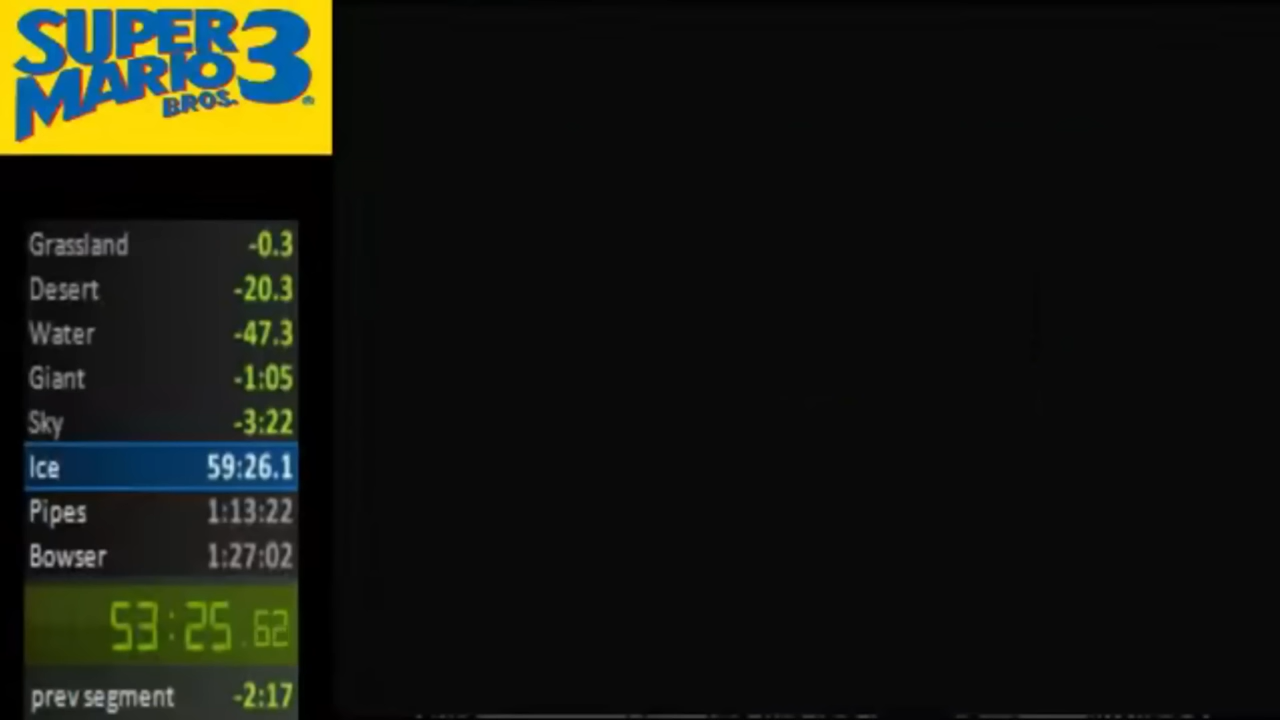 SUPER
MARIO 3
BROS.
Grassland -0.3
Desert -20.3
Water -47.3
Giant -1:05
Sky -3:22
Ice 59:26.1
Pipes 1:13:22
Bowser 1:27:02
53:25.62
prev segment -2:17